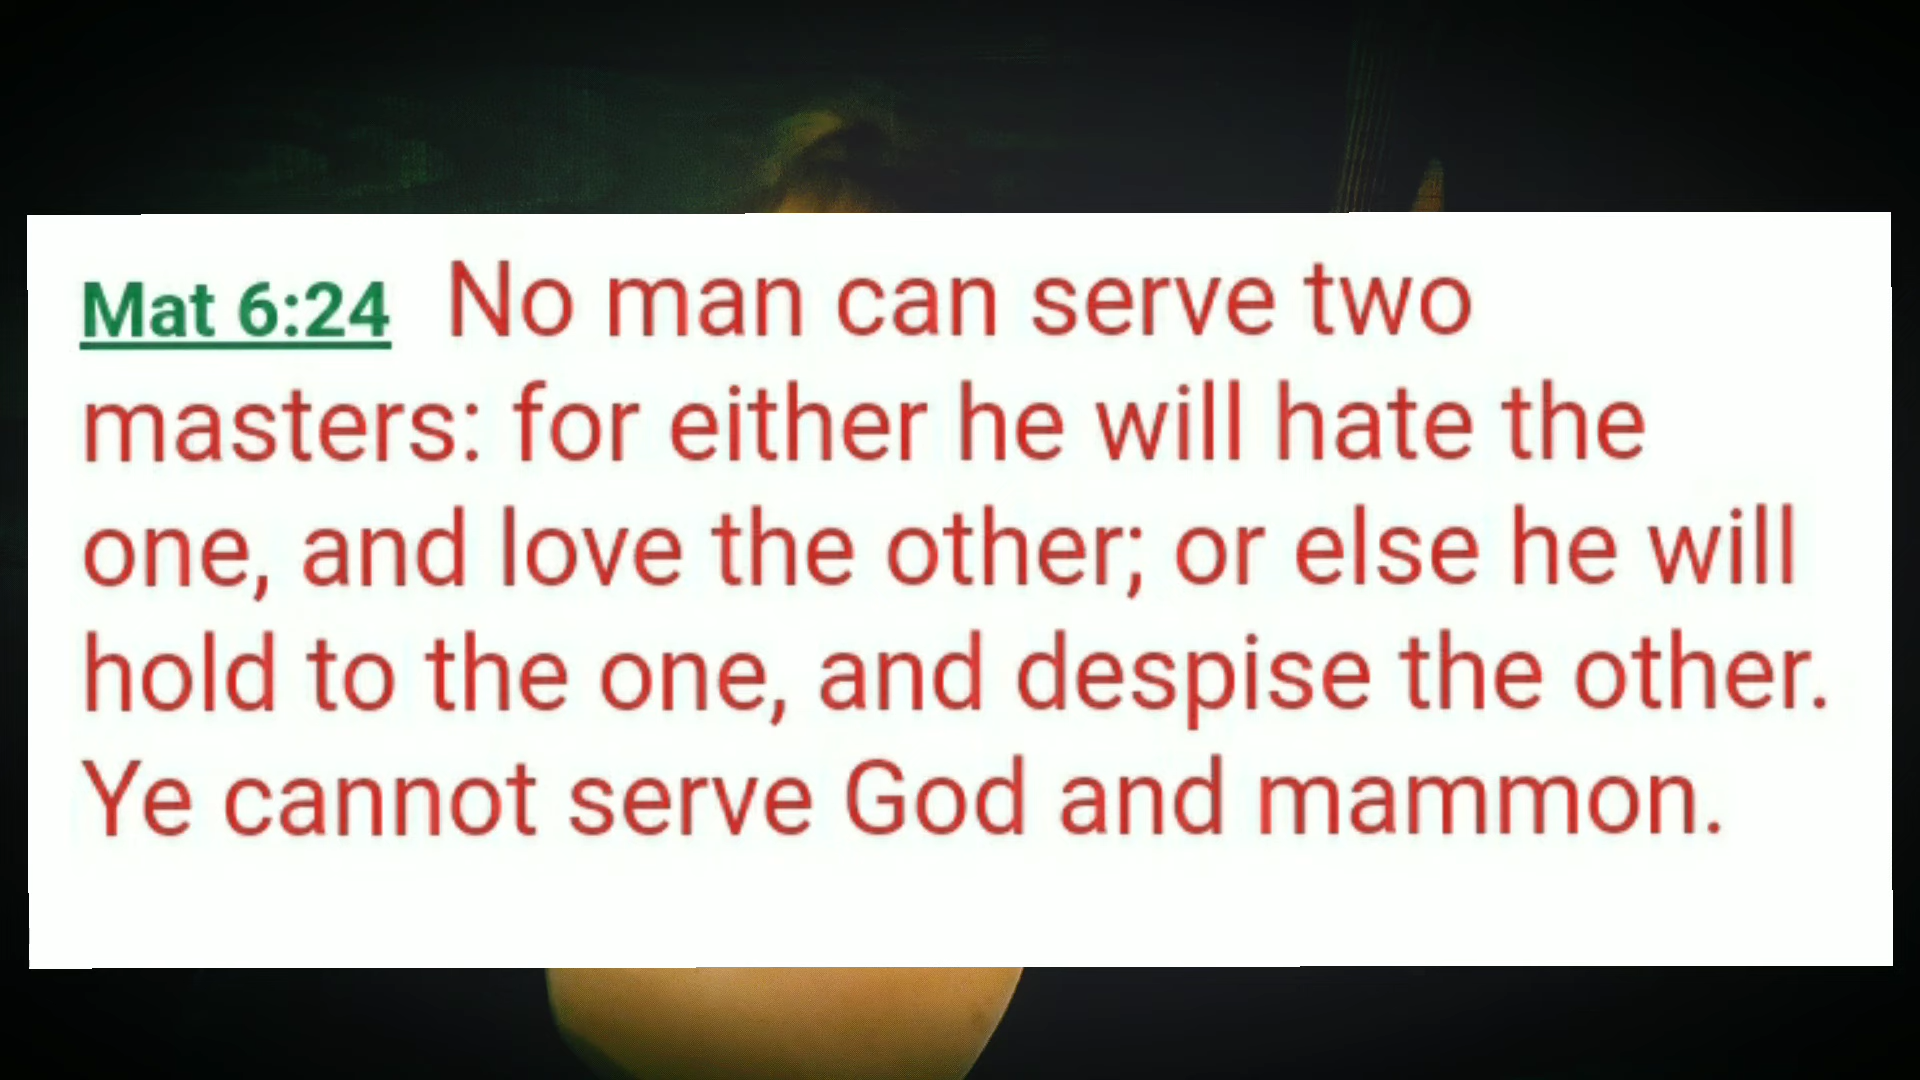 Mat 6:24 No man can serve two
masters: for either he will hate the
one, and love the other; or else he will
hold to the one, and despise the other.
Ye cannot serve God and mammon.